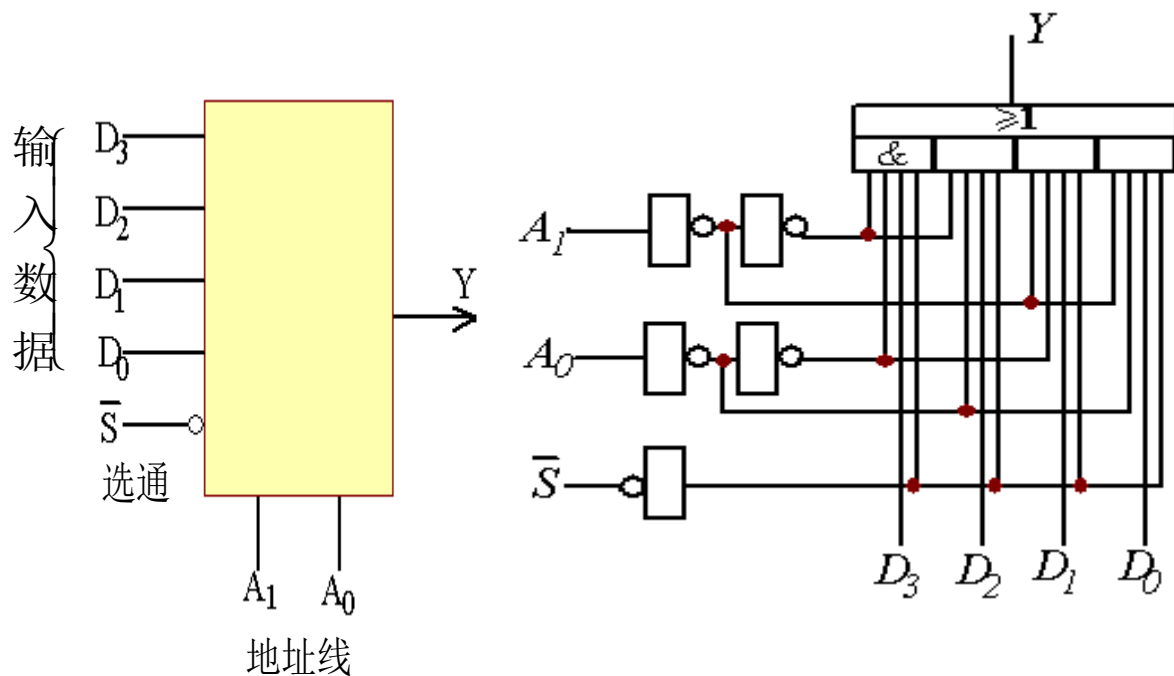 输入数据
D₃
D₂
D₁
D₀
S̅
选通
A₁ A₀
地址线
Y
Y
≥1
&
A₁
A₀
S̅
D₃ D₂ D₁ D₀